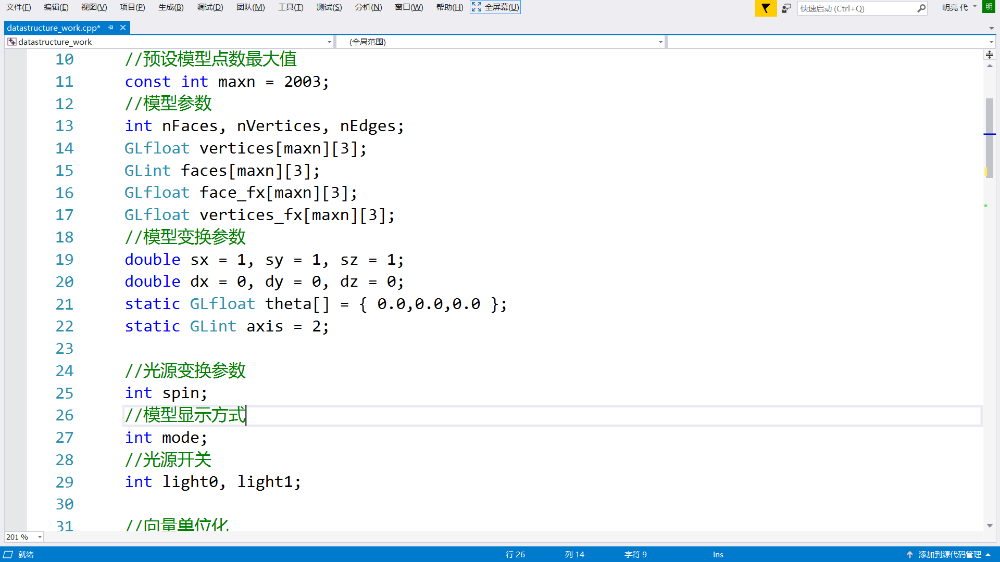 文件(F) 编辑(E) 视图(V) 项目(P) 生成(B) 调试(D) 团队(M) 工具(T) 测试(S) 分析(N) 窗口(W) 帮助(H) 全屏幕(U) 快速启动 (Ctrl+Q) 明亮 代 明
datastructure_work.cpp*
datastructure_work (全局范围)
10 //预设模型点数最大值
11 const int maxn = 2003;
12 //模型参数
13 int nFaces, nVertices, nEdges;
14 GLfloat vertices[maxn][3];
15 GLint faces[maxn][3];
16 GLfloat face_fx[maxn][3];
17 GLfloat vertices_fx[maxn][3];
18 //模型变换参数
19 double sx = 1, sy = 1, sz = 1;
20 double dx = 0, dy = 0, dz = 0;
21 static GLfloat theta[] = { 0.0,0.0,0.0 };
22 static GLint axis = 2;
23
24 //光源变换参数
25 int spin;
26 //模型显示方式
27 int mode;
28 //光源开关
29 int light0, light1;
30
31 //向量单位化
201 %
就绪 行 26 列 14 字符 9 Ins 添加到源代码管理